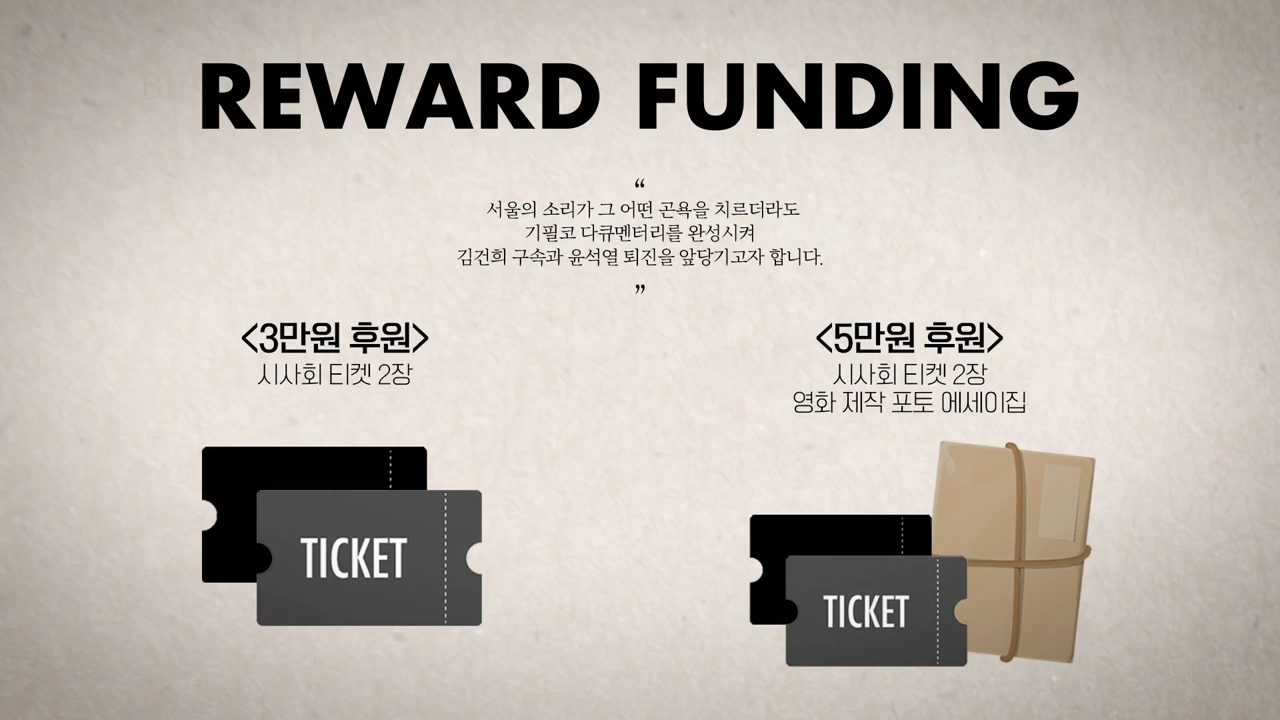 REWARD FUNDING
“
서울의 소리가 그 어떤 곤욕을 치르더라도
기필코 다큐멘터리를 완성시켜
김건희 구속과 윤석열 퇴진을 앞당기고자 합니다.
”
<3만원 후원>
시사회 티켓 2장
<5만원 후원>
시사회 티켓 2장
영화 제작 포토 에세이집
TICKET
TICKET